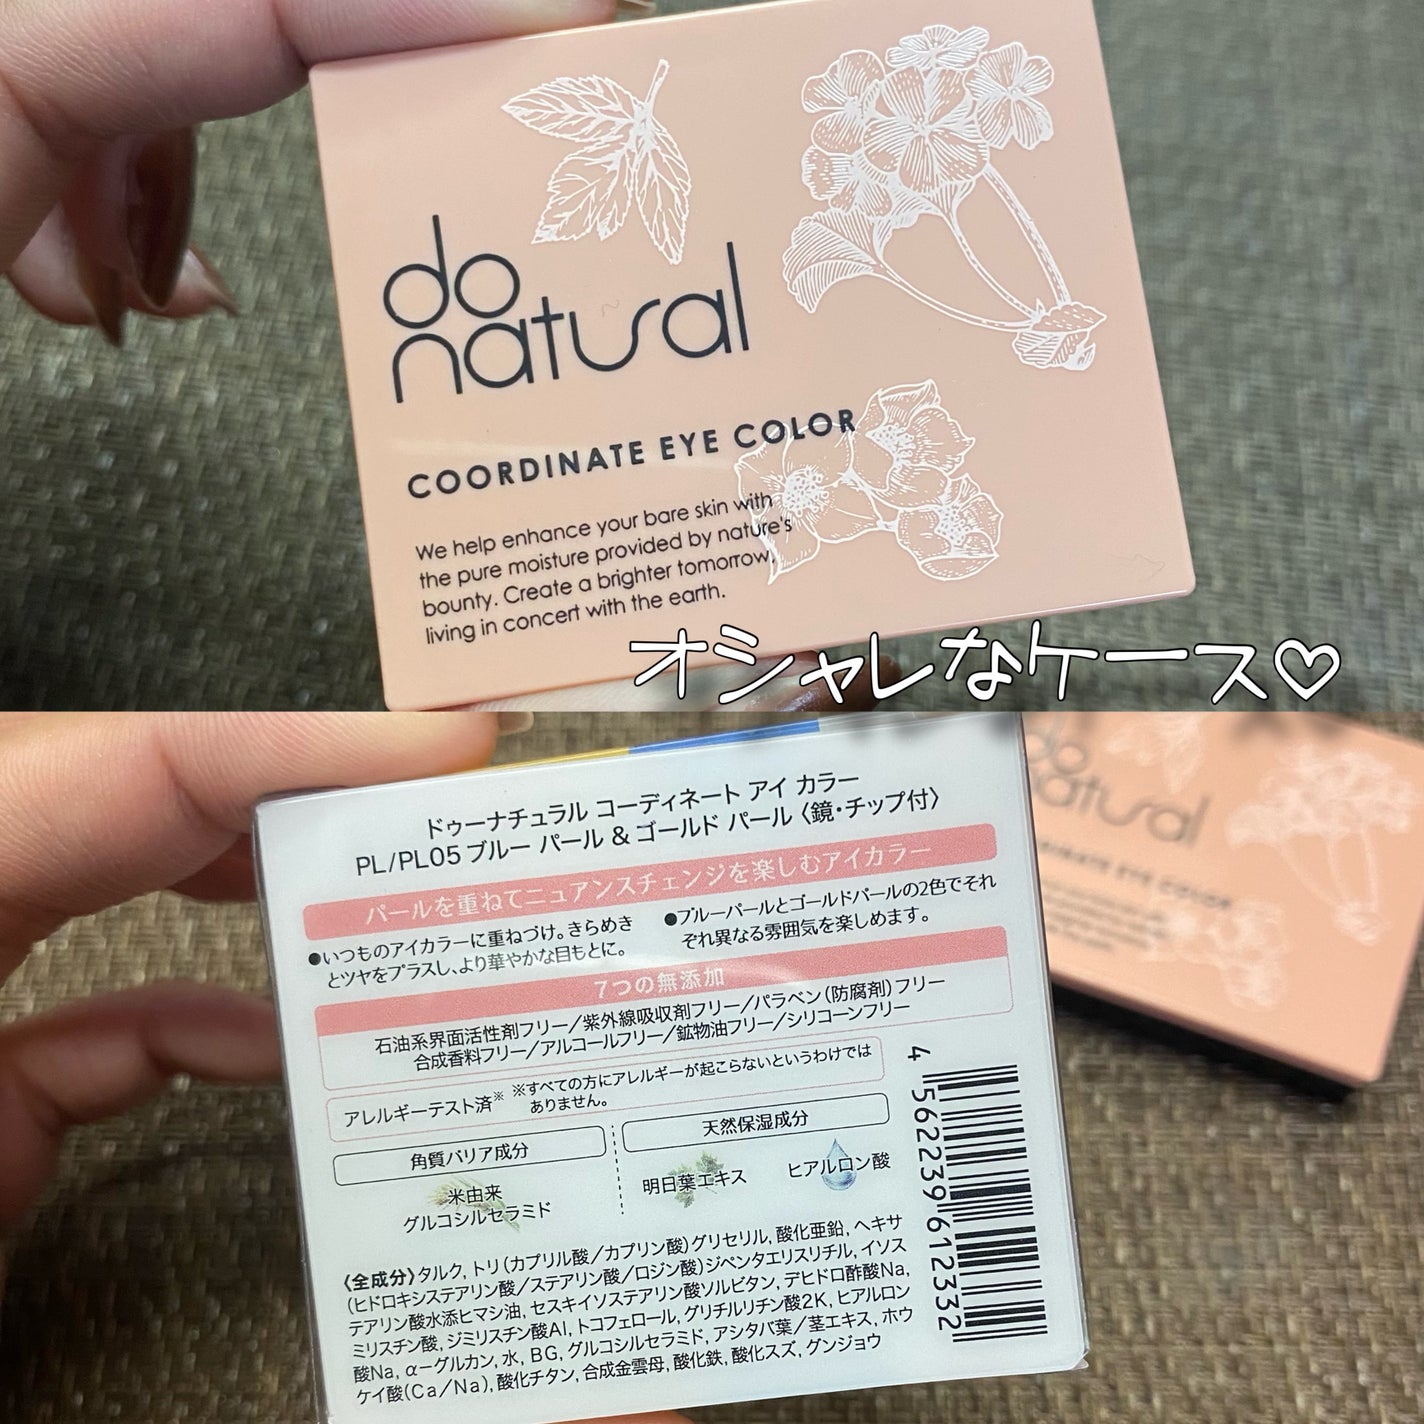 do
natural
COORDINATE EYE COLOR
We help enhance your bare skin with
the pure moisture provided by nature's
bounty. Create a brighter tomorrow,
living in concert with the earth.
オシャレなケース♡
ドゥーナチュラル コーディネート アイ カラー
PL/PL05 ブルー パール & ゴールド パール〈鏡・チップ付〉
パールを重ねてニュアンスチェンジを楽しむアイカラー
●いつものアイカラーに重ねづけ。きらめき
とツヤをプラスし、より華やかな目もとに。
●ブルーパールとゴールドパールの2色でそれ
ぞれ異なる雰囲気を楽しめます。
7つの無添加
石油系界面活性剤フリー/紫外線吸収剤フリー/パラベン(防腐剤)フリー
合成香料フリー/アルコールフリー/鉱物油フリー/シリコーンフリー
アレルギーテスト済※ ※すべての方にアレルギーが起こらないというわけでは
ありません。
角質バリア成分
米由来
グルコシルセラミド
天然保湿成分
明日葉エキス
ヒアルロン酸
〈全成分〉タルク, トリ(カプリル酸/カプリン酸)グリセリル, 酸化亜鉛, ヘキサ
(ヒドロキシステアリン酸/ステアリン酸/ロジン酸)ジペンタエリスリチル, イソス
テアリン酸水添ヒマシ油, セスキイソステアリン酸ソルビタン, デヒドロ酢酸Na,
ミリスチン酸, ジミリスチン酸Al, トコフェロール, グリチルリチン酸2K, ヒアルロン
酸Na, α-グルカン, 水, BG, グルコシルセラミド, アシタバ葉/茎エキス, ホウ
ケイ酸(Ca/Na), 酸化チタン, 合成金雲母, 酸化鉄, 酸化スズ, グンジョウ
4 562239 612332
do
natural
COORDINATE EYE COLOR